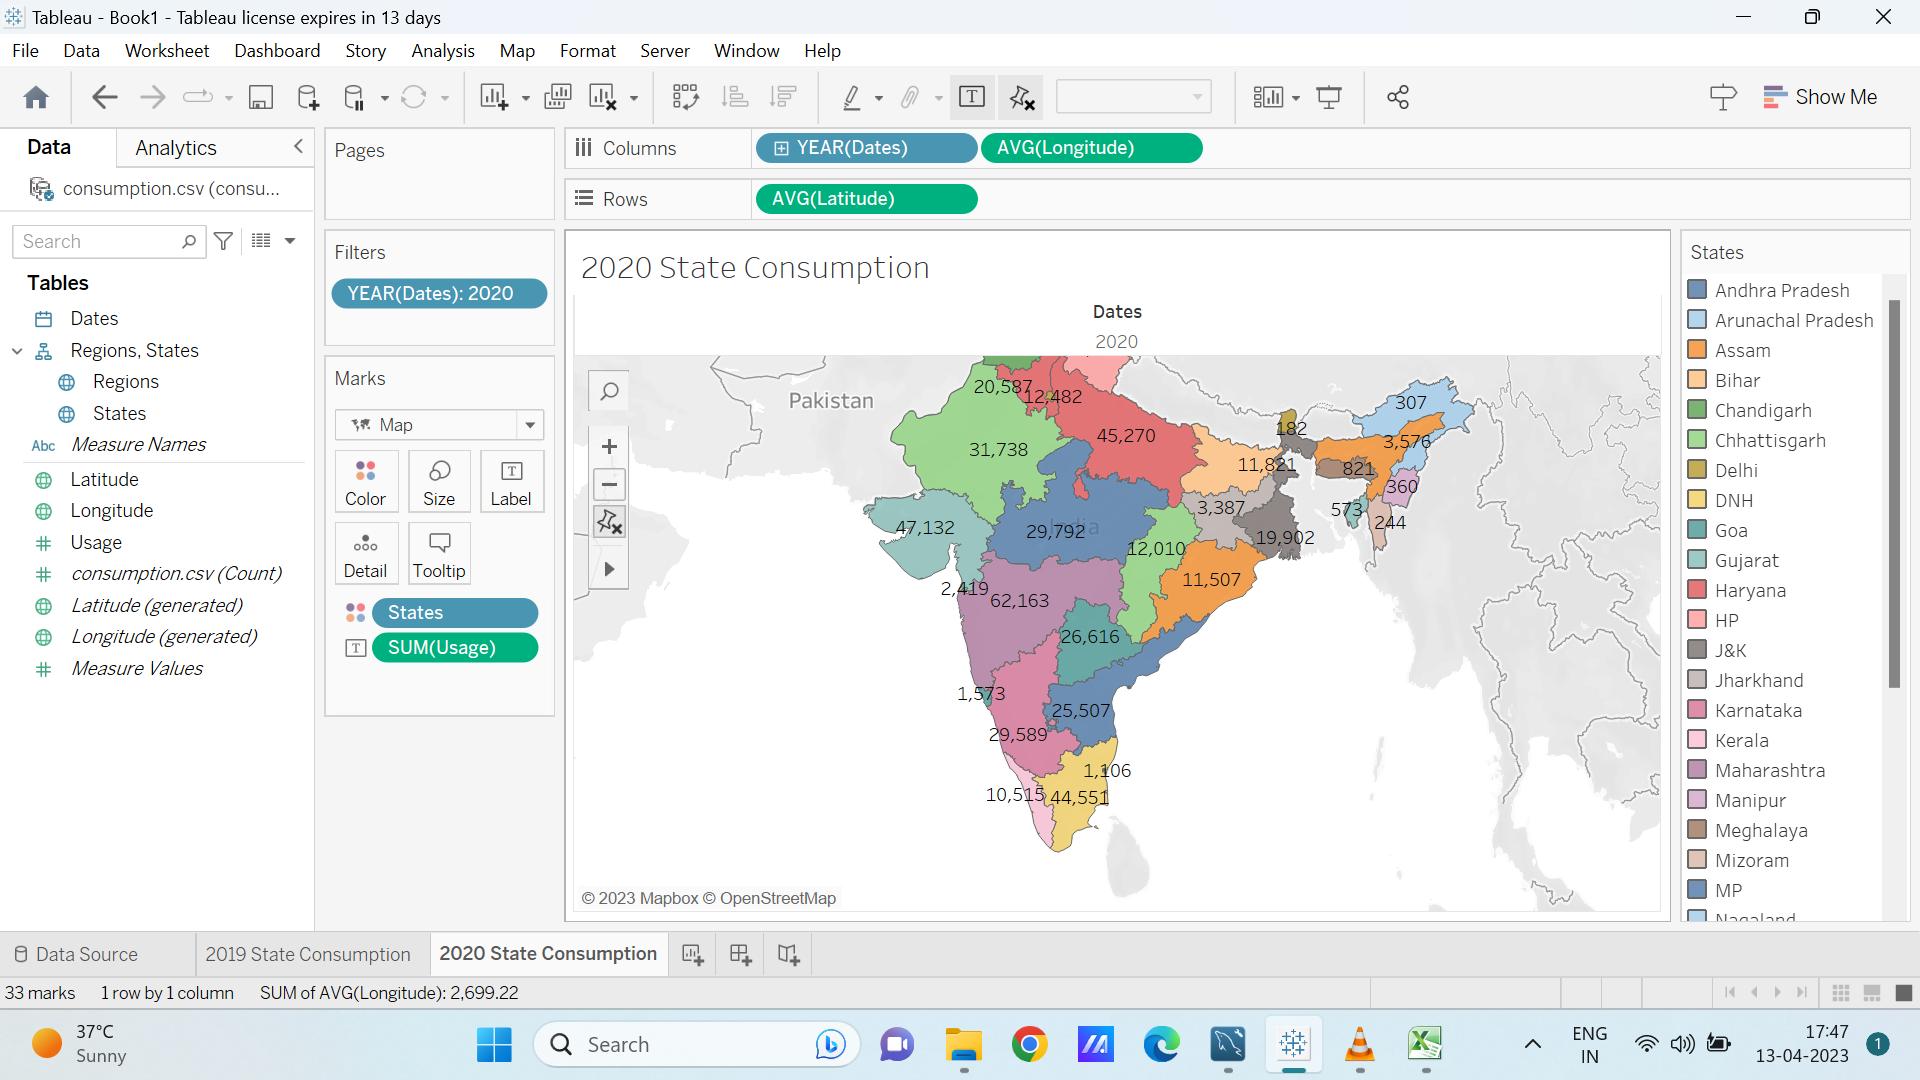 Tableau - Book1 - Tableau license expires in 13 days
File Data Worksheet Dashboard Story Analysis Map Format Server Window Help
Show Me
Data
Analytics
consumption.csv (consu...
Search
Tables
Dates
Regions, States
Regions
States
Abc Measure Names
Latitude
Longitude
Usage
consumption.csv (Count)
Latitude (generated)
Longitude (generated)
Measure Values
Pages
Filters
YEAR(Dates): 2020
Marks
Map
Color Size Label
Detail Tooltip
States
SUM(Usage)
Columns YEAR(Dates) AVG(Longitude)
Rows AVG(Latitude)
2020 State Consumption
Dates
2020
Pakistan
India
20,587
12,482
307
182
45,270
3,576
31,738
11,821
821
360
3,387
573
244
47,132
29,792
19,902
12,010
11,507
2,419
62,163
26,616
1,573
25,507
29,589
1,106
10,515
44,551
© 2023 Mapbox © OpenStreetMap
States
Andhra Pradesh
Arunachal Pradesh
Assam
Bihar
Chandigarh
Chhattisgarh
Delhi
DNH
Goa
Gujarat
Haryana
HP
J&K
Jharkhand
Karnataka
Kerala
Maharashtra
Manipur
Meghalaya
Mizoram
MP
Nagaland
Data Source
2019 State Consumption
2020 State Consumption
33 marks 1 row by 1 column SUM of AVG(Longitude): 2,699.22
37°C
Sunny
Search
ENG
IN
17:47
13-04-2023
1